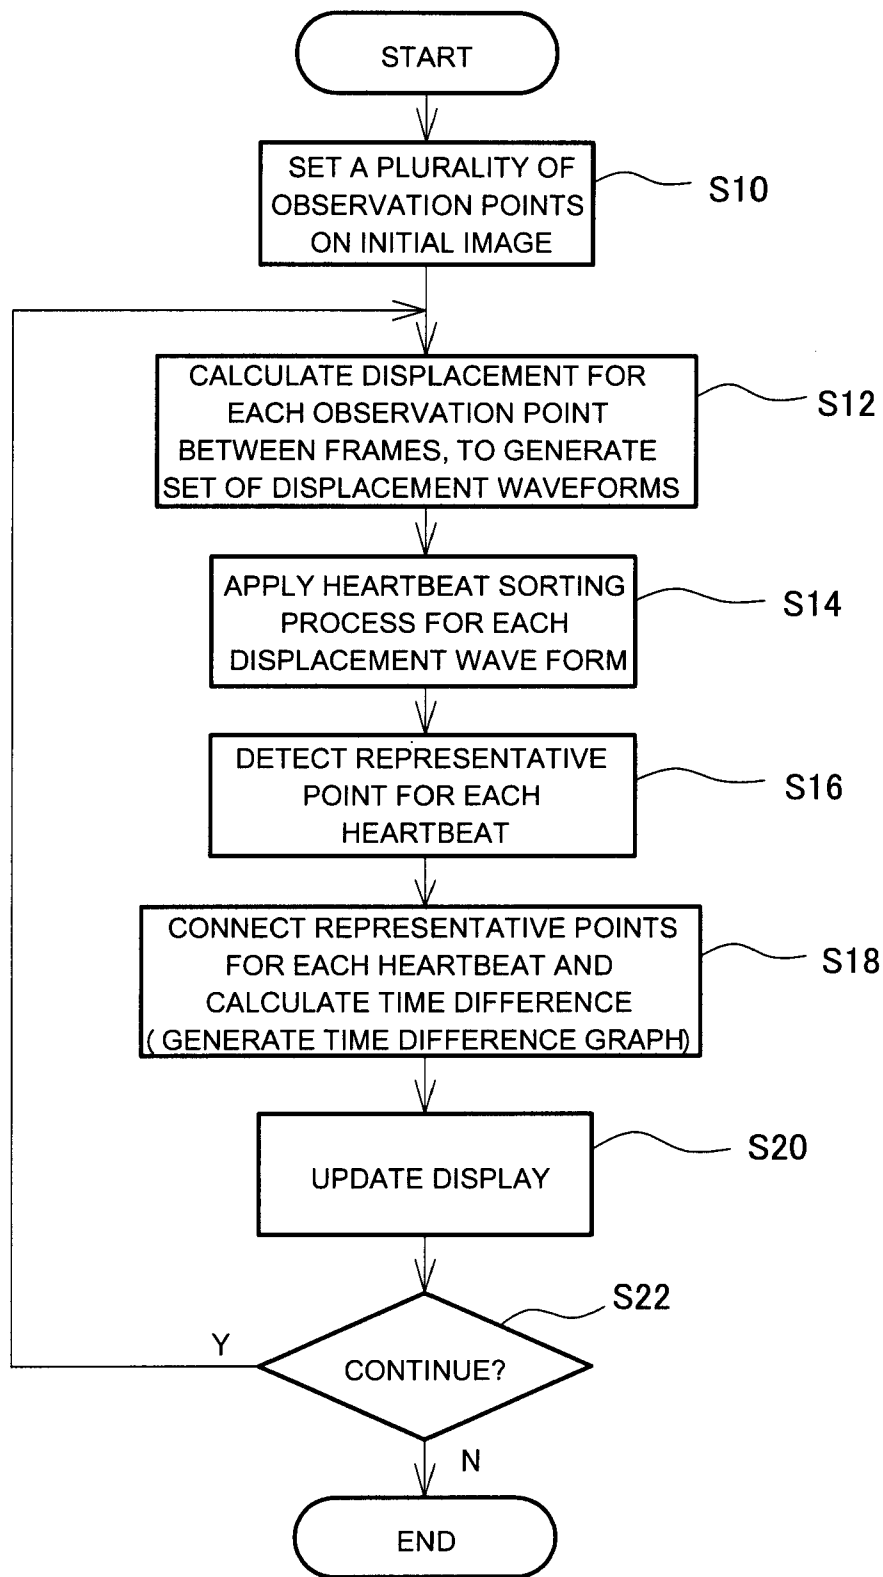 START
SET A PLURALITY OF
OBSERVATION POINTS
ON INITIAL IMAGE
S10
CALCULATE DISPLACEMENT FOR
EACH OBSERVATION POINT
BETWEEN FRAMES, TO GENERATE
SET OF DISPLACEMENT WAVEFORMS
S12
APPLY HEARTBEAT SORTING
PROCESS FOR EACH
DISPLACEMENT WAVE FORM
S14
DETECT REPRESENTATIVE
POINT FOR EACH
HEARTBEAT
S16
CONNECT REPRESENTATIVE POINTS
FOR EACH HEARTBEAT AND
CALCULATE TIME DIFFERENCE
( GENERATE TIME DIFFERENCE GRAPH)
S18
UPDATE DISPLAY
S20
CONTINUE?
S22
Y
N
END